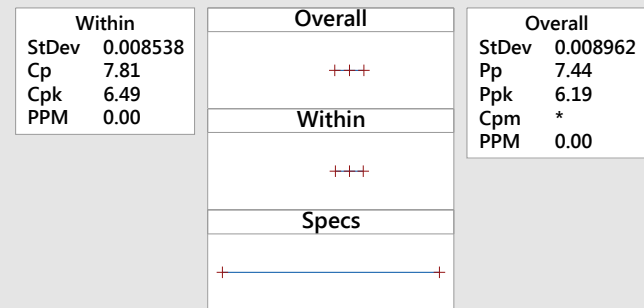 Within
StDev 0.008538
Cp 7.81
Cpk 6.49
PPM 0.00
Overall
Within
Specs
Overall
StDev 0.008962
Pp 7.44
Ppk 6.19
Cpm *
PPM 0.00